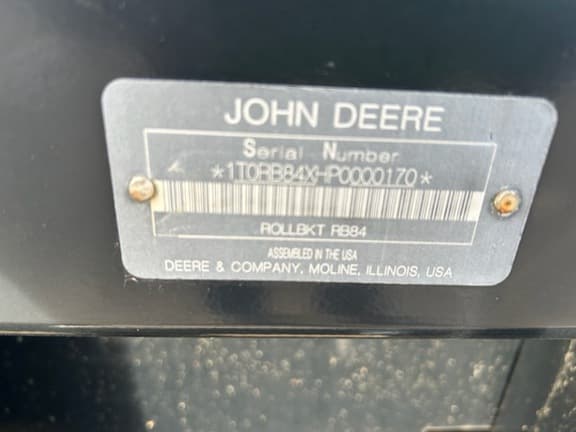 JOHN DEERE
Serial Number
*1T0RB84XHP0000170*
ROLLBKT RB84
ASSEMBLED IN THE USA
DEERE & COMPANY, MOLINE, ILLINOIS, USA